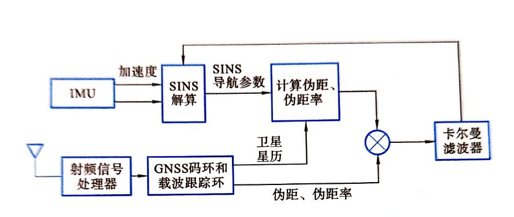 加速度
IMU
SINS
解算
SINS
导航参数
计算伪距、
伪距率
卫星
星历
卡尔曼
滤波器
射频信号
处理器
GNSS码环和
载波跟踪环
伪距、伪距率